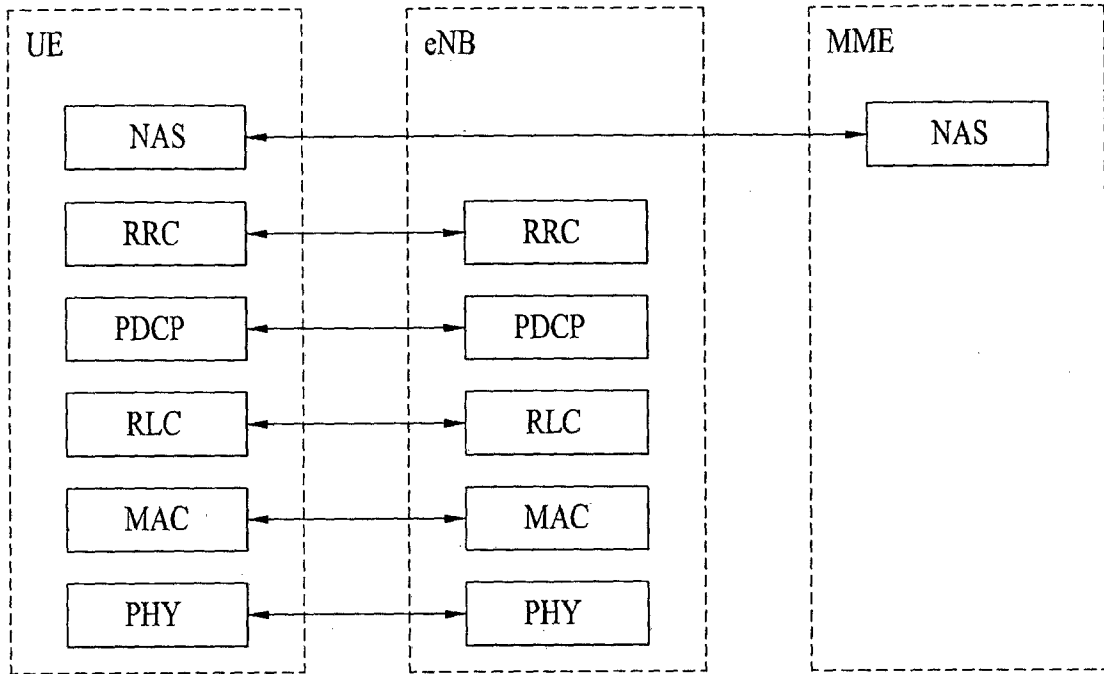 UE eNB MME
NAS NAS
RRC RRC
PDCP PDCP
RLC RLC
MAC MAC
PHY PHY